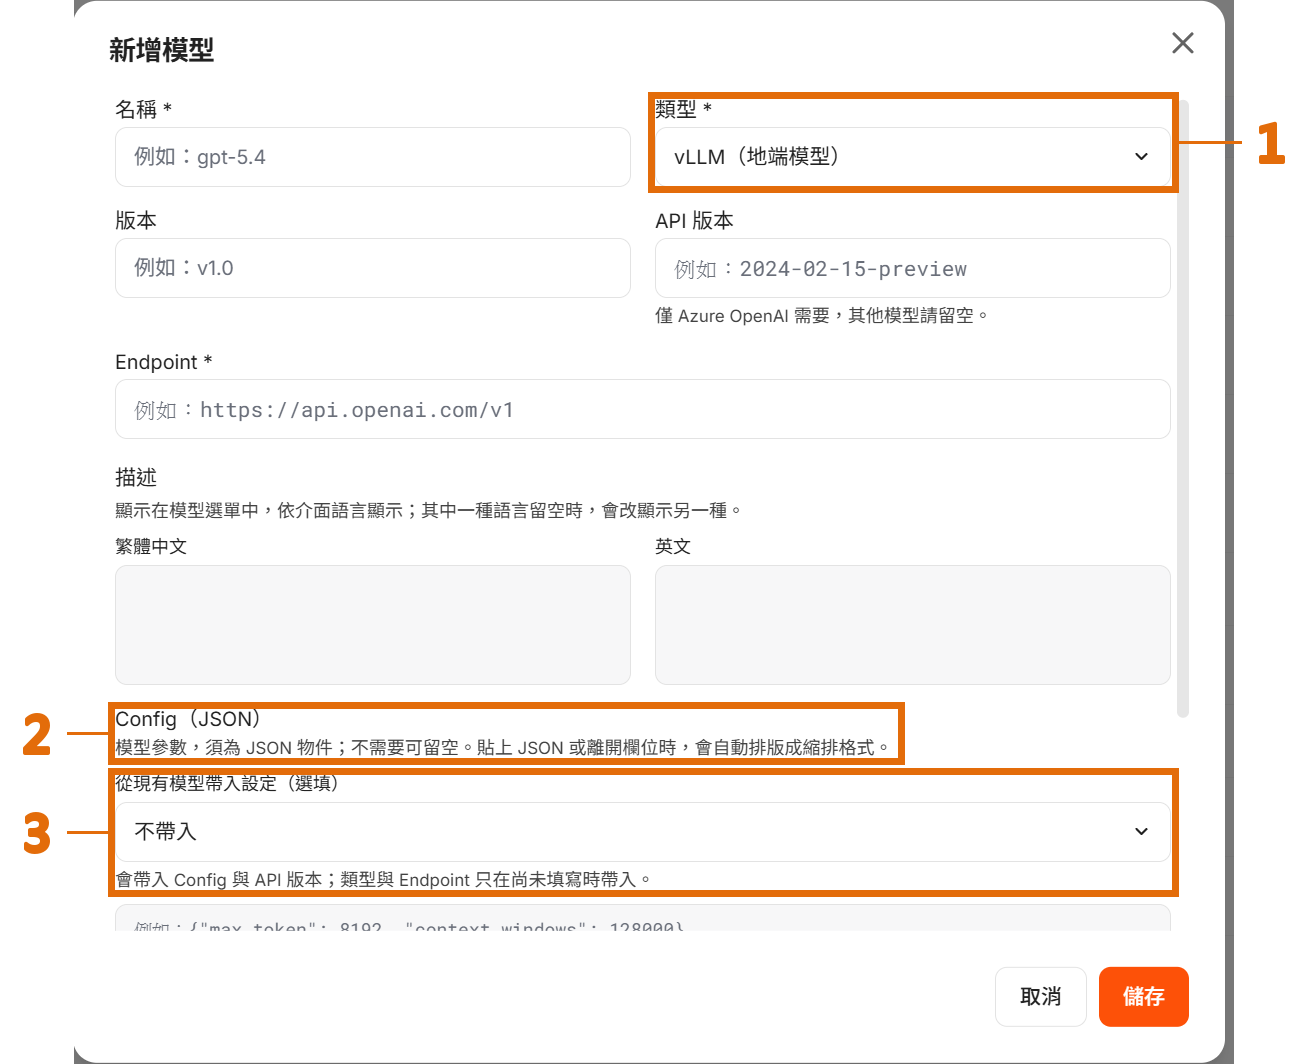 新增模型
名稱 *
類型 *
例如：gpt-5.4
vLLM（地端模型）
1
版本
API 版本
例如：v1.0
例如：2024-02-15-preview
僅 Azure OpenAI 需要，其他模型請留空。
Endpoint *
例如：https://api.openai.com/v1
描述
顯示在模型選單中，依介面語言顯示；其中一種語言留空時，會改顯示另一種。
繁體中文
英文
2
Config（JSON）
模型參數，須為 JSON 物件；不需要可留空。貼上 JSON 或離開欄位時，會自動排版成縮排格式。
從現有模型帶入設定（選填）
3
不帶入
會帶入 Config 與 API 版本；類型與 Endpoint 只在尚未填寫時帶入。
例如：{"max_token": 8192, "context_windows": 128000}
取消
儲存